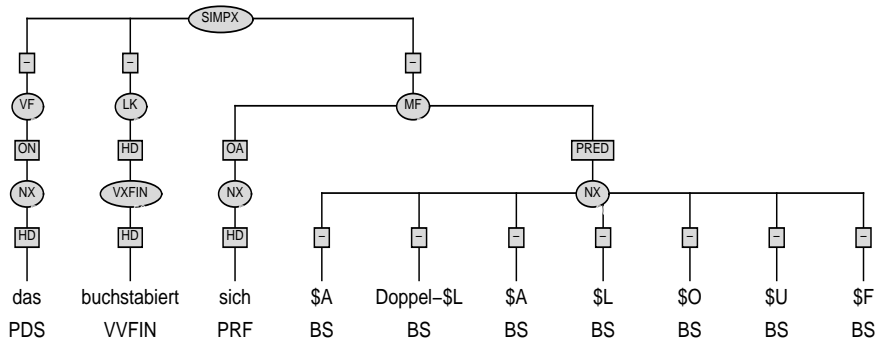 SIMPX
– – –
VF LK MF
ON HD OA PRED
NX VXFIN NX NX
HD HD HD – – – – – – –
das buchstabiert sich $A Doppel–$L $A $L $O $U $F
PDS VVFIN PRF BS BS BS BS BS BS BS